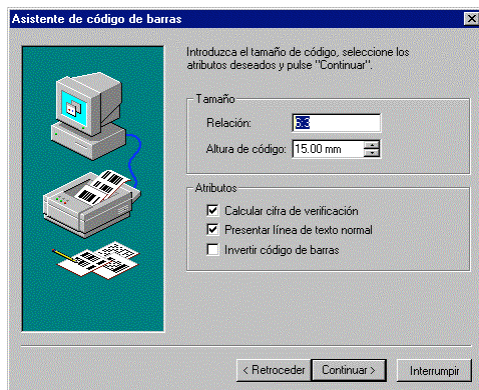 Asistente de código de barras
Introduzca el tamaño de código, seleccione los
atributos deseados y pulse "Continuar".
Tamaño
Relación: 6:3
Altura de código: 15.00 mm
Atributos
Calcular cifra de verificación
Presentar línea de texto normal
Invertir código de barras
< Retroceder Continuar > Interrumpir